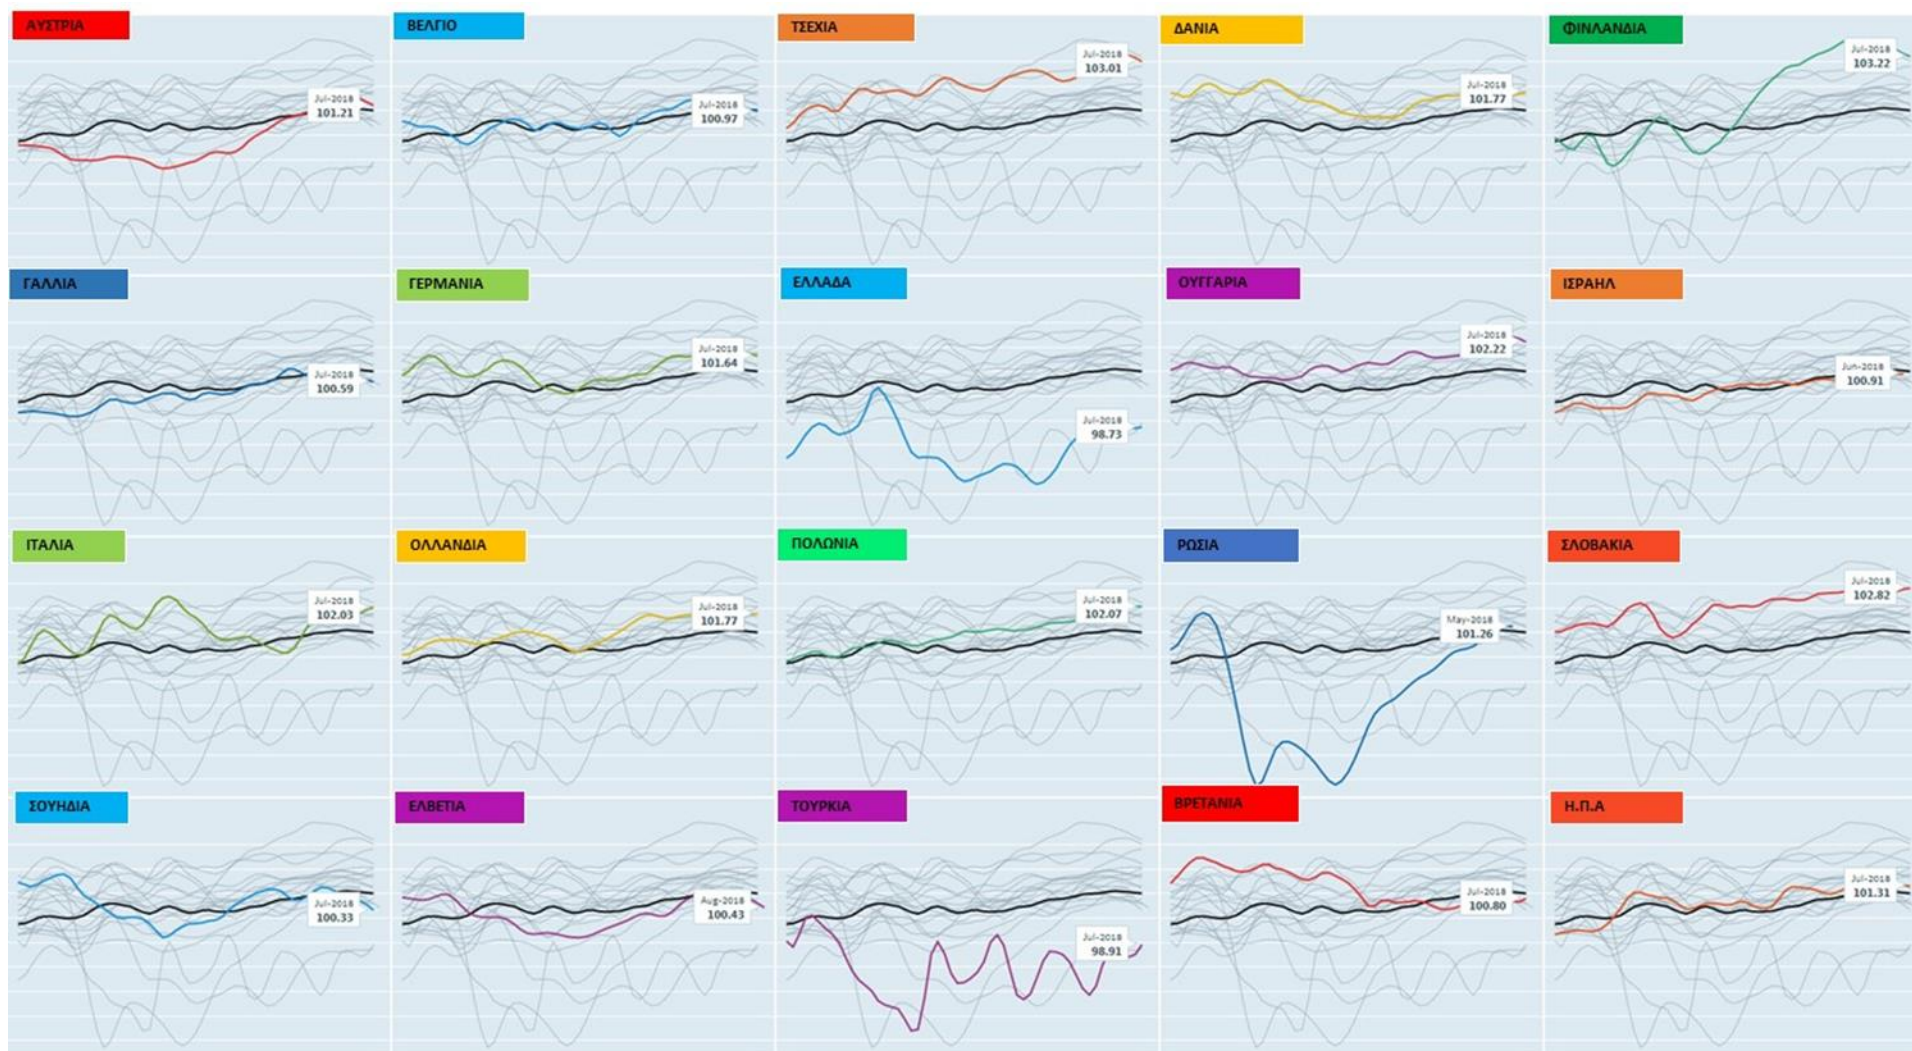 ΑΥΣΤΡΙΑ
Jul-2018
101.21
ΒΕΛΓΙΟ
Jul-2018
100.97
ΤΣΕΧΙΑ
Jul-2018
103.01
ΔΑΝΙΑ
Jul-2018
101.77
ΦΙΝΛΑΝΔΙΑ
Jul-2018
103.22
ΓΑΛΛΙΑ
Jul-2018
100.59
ΓΕΡΜΑΝΙΑ
Jul-2018
101.64
ΕΛΛΑΔΑ
Jul-2018
98.73
ΟΥΓΓΑΡΙΑ
Jul-2018
102.22
ΙΣΡΑΗΛ
Jun-2018
100.91
ΙΤΑΛΙΑ
Jul-2018
102.03
ΟΛΛΑΝΔΙΑ
Jul-2018
101.77
ΠΟΛΩΝΙΑ
Jul-2018
102.07
ΡΩΣΙΑ
May-2018
101.26
ΣΛΟΒΑΚΙΑ
Jul-2018
102.82
ΣΟΥΗΔΙΑ
Jul-2018
100.33
ΕΛΒΕΤΙΑ
Aug-2018
100.43
ΤΟΥΡΚΙΑ
Jul-2018
98.91
ΒΡΕΤΑΝΙΑ
Jul-2018
100.80
Η.Π.Α
Jul-2018
101.31